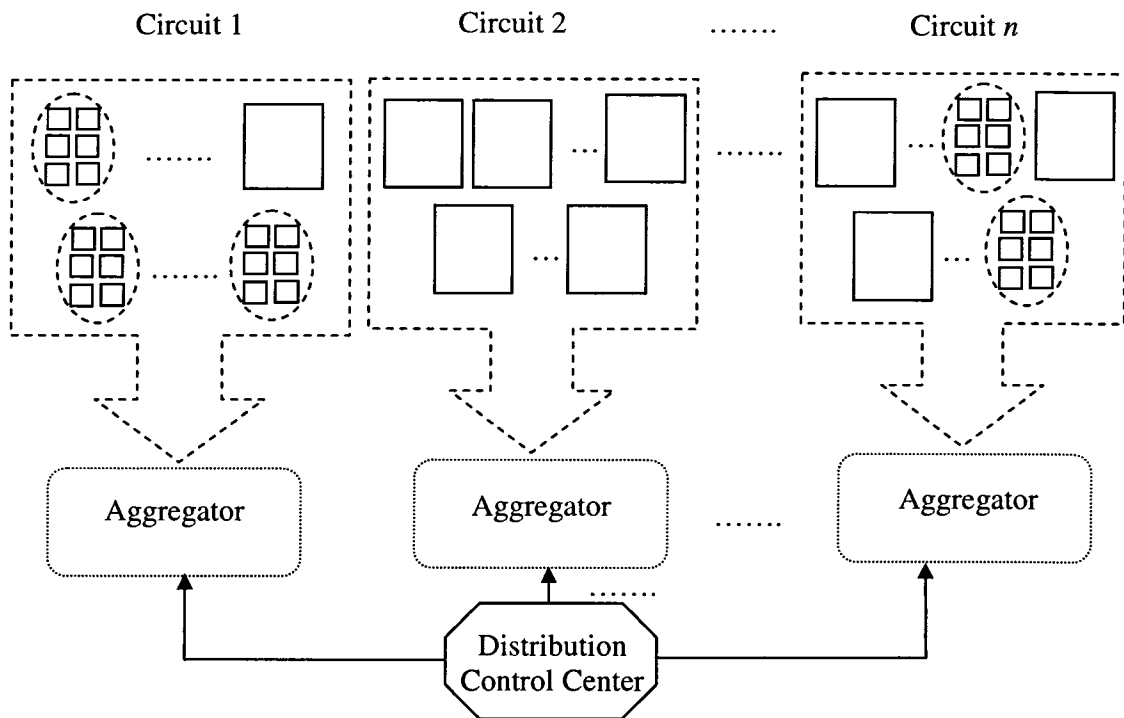 Circuit 1
Circuit 2
.......
Circuit n
.......
...
.......
...
.......
...
...
Aggregator
Aggregator
.......
Aggregator
.......
Distribution
Control Center